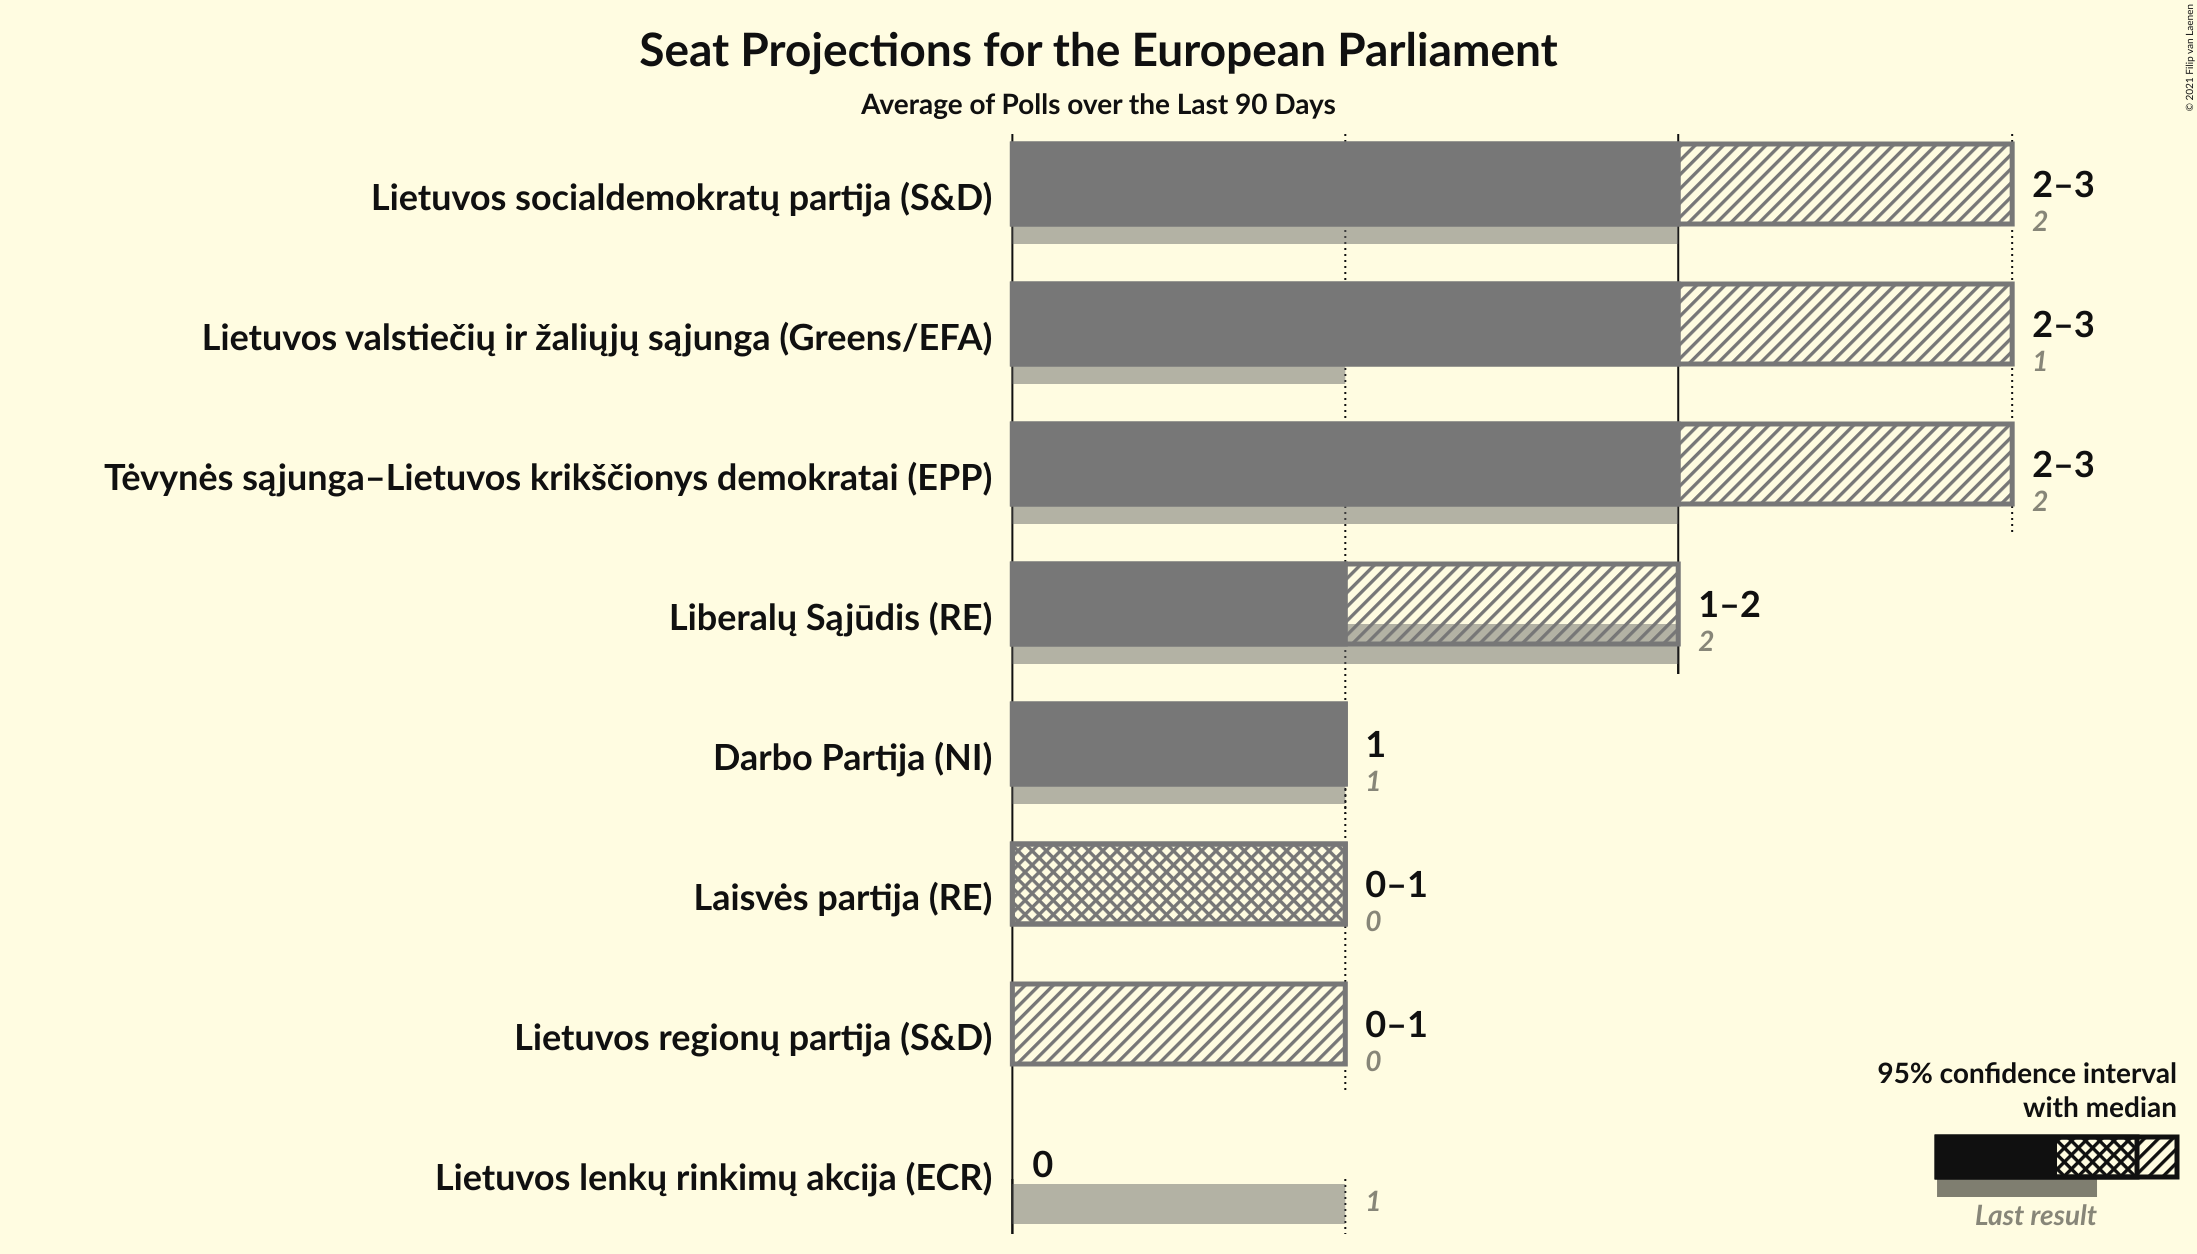 Seat Projections for the European Parliament
Average of Polls over the Last 90 Days
© 2021 Filip van Laenen
Lietuvos socialdemokratų partija (S&D)
2–3
2
Lietuvos valstiečių ir žaliųjų sąjunga (Greens/EFA)
2–3
1
Tėvynės sąjunga–Lietuvos krikščionys demokratai (EPP)
2–3
2
Liberalų Sąjūdis (RE)
1–2
2
Darbo Partija (NI)
1
1
Laisvės partija (RE)
0–1
0
Lietuvos regionų partija (S&D)
0–1
0
Lietuvos lenkų rinkimų akcija (ECR)
0
1
95% confidence interval
with median
Last result